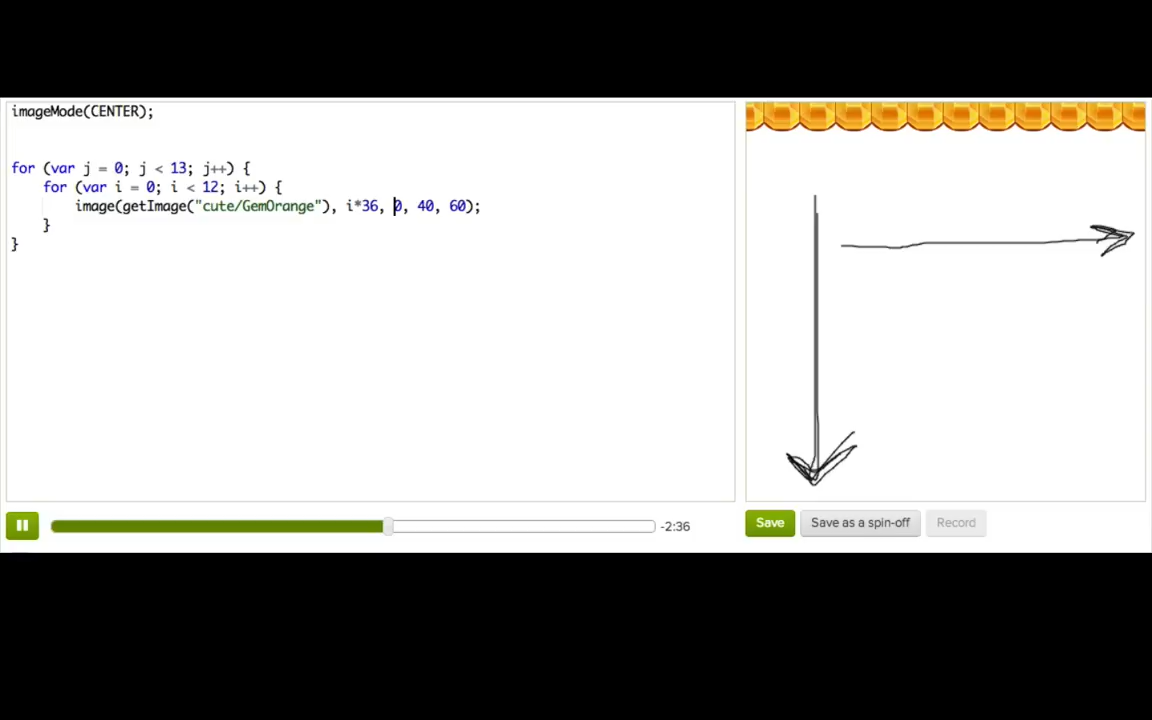 imageMode(CENTER);
for (var j = 0; j < 13; j++) {
for (var i = 0; i < 12; i++) {
image(getImage("cute/GemOrange"), i*36, 0, 40, 60);
}
}
-2:36
Save
Save as a spin-off
Record